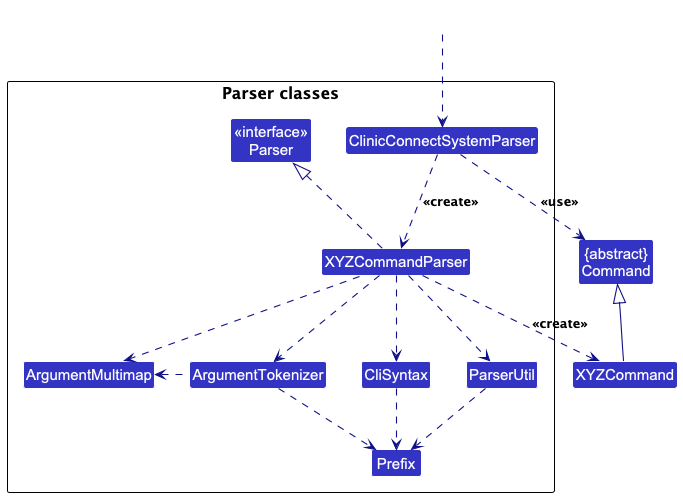 Parser classes
«interface»
Parser
ClinicConnectSystemParser
«create»
«use»
XYZCommandParser
{abstract}
Command
«create»
ArgumentMultimap
ArgumentTokenizer
CliSyntax
ParserUtil
XYZCommand
Prefix